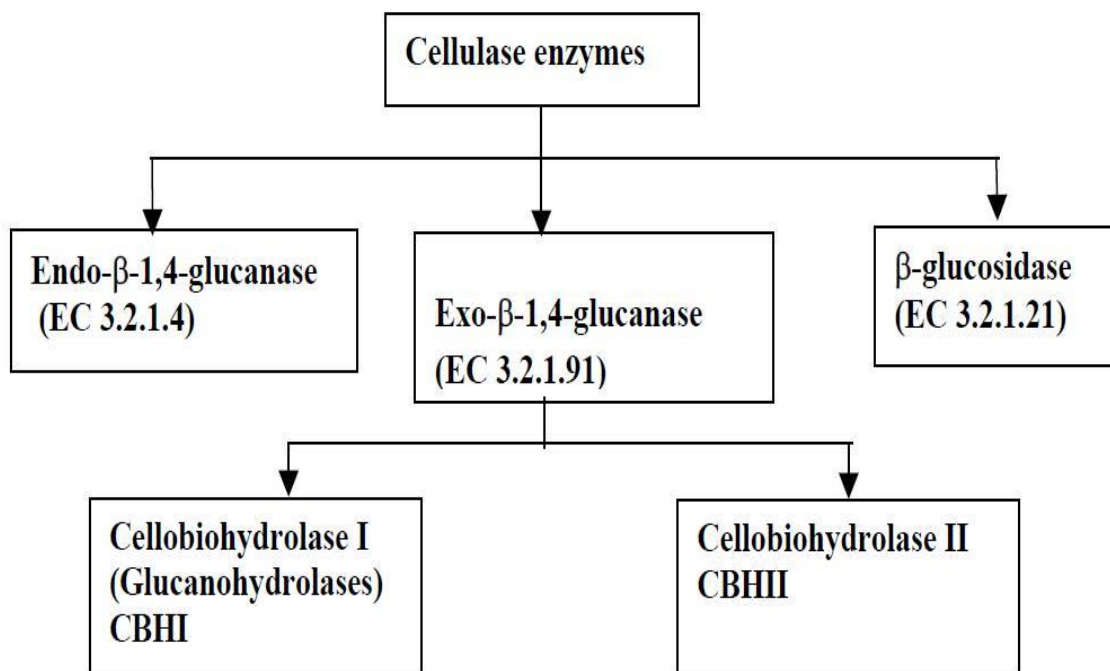 Cellulase enzymes
Endo-β-1,4-glucanase
(EC 3.2.1.4)
Exo-β-1,4-glucanase
(EC 3.2.1.91)
β-glucosidase
(EC 3.2.1.21)
Cellobiohydrolase I
(Glucanohydrolases)
CBHI
Cellobiohydrolase II
CBHII